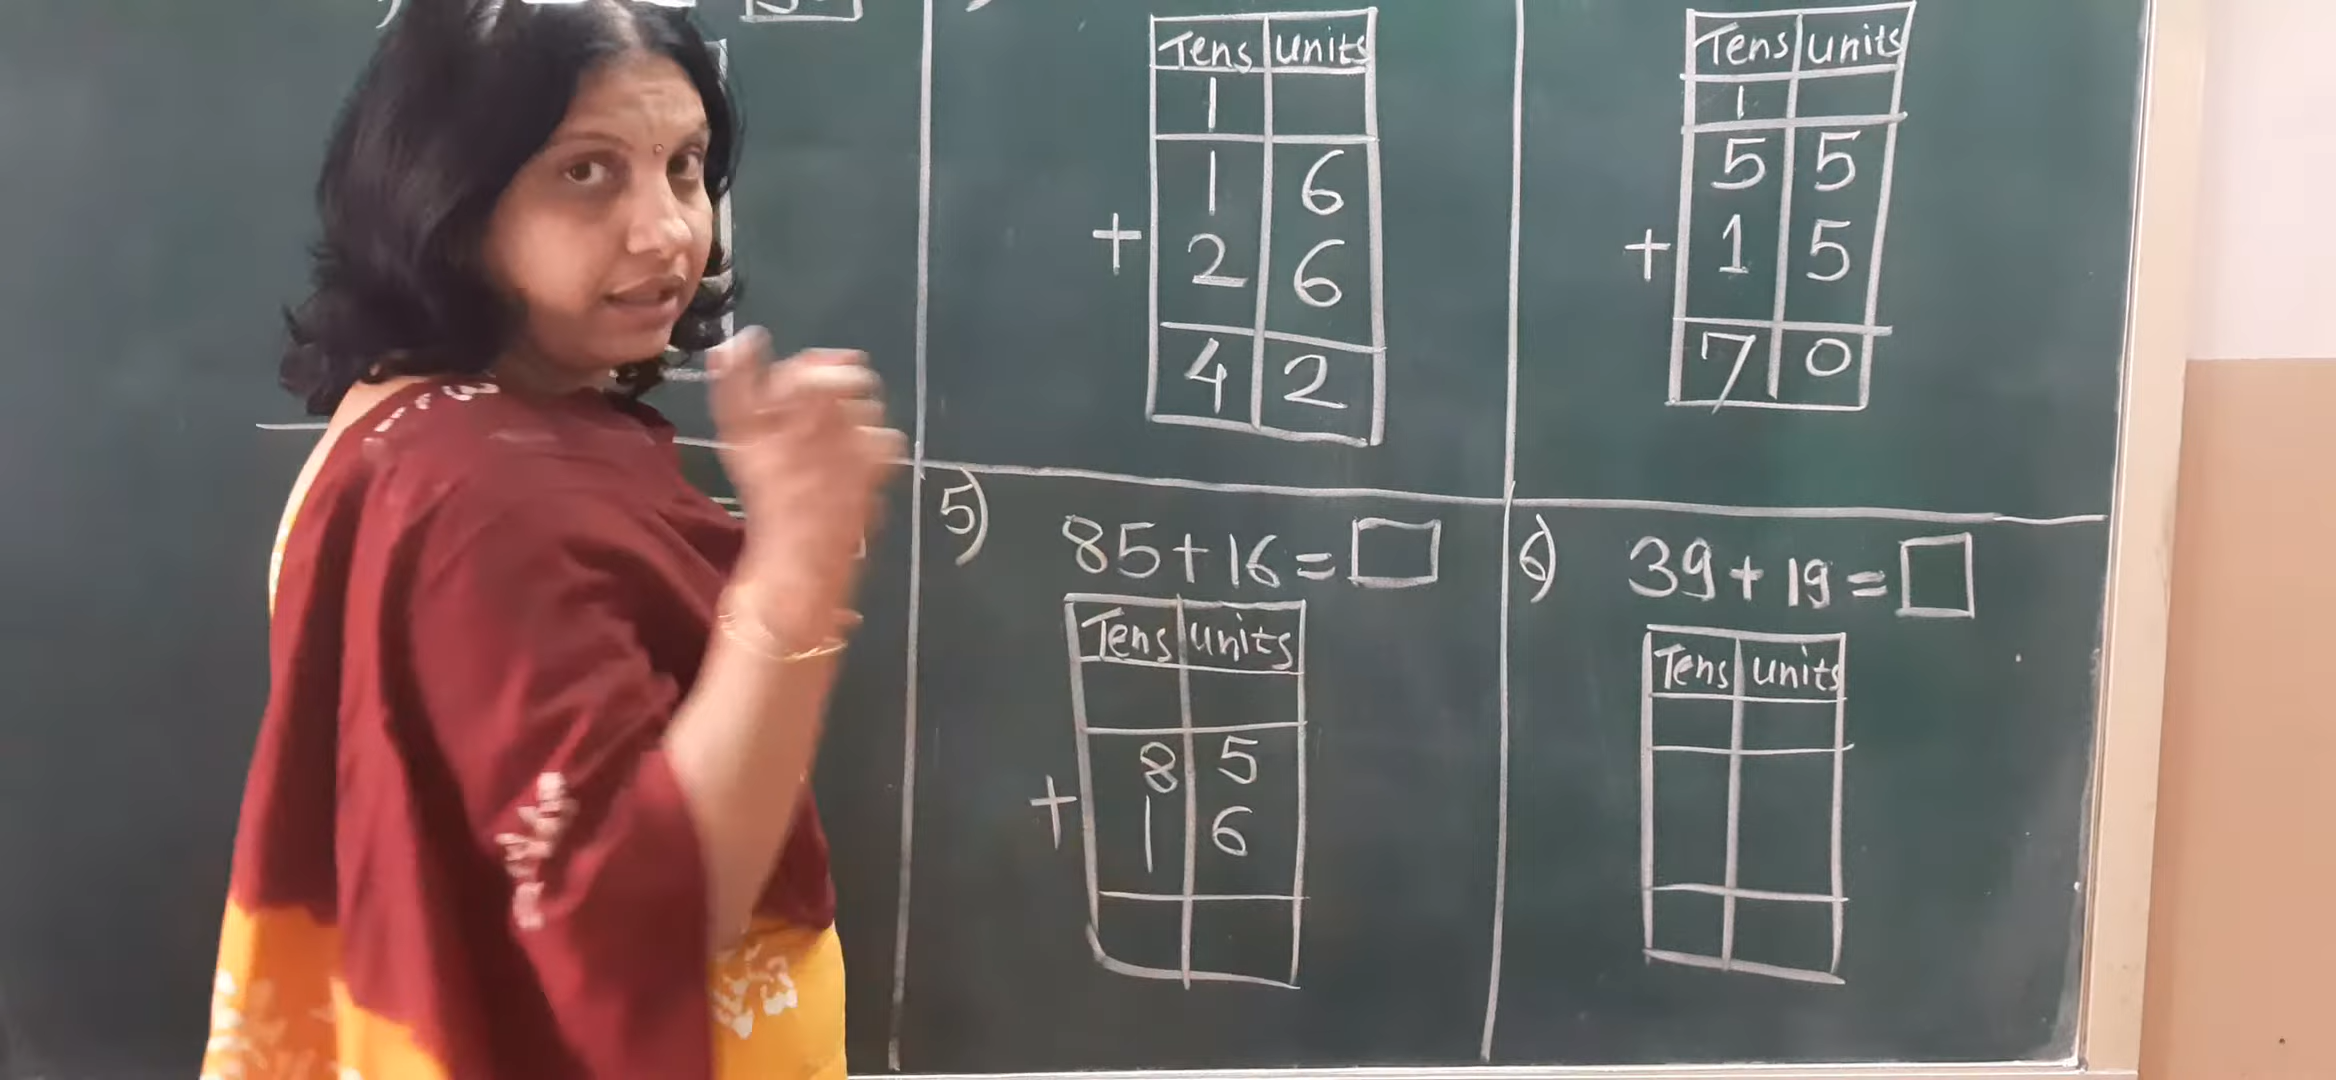 Tens units
1
1 6
+ 2 6
4 2
Tens units
1
5 5
+ 1 5
7 0
5) 85+16=
Tens units
8 5
+ 1 6
6) 39+19=
Tens units